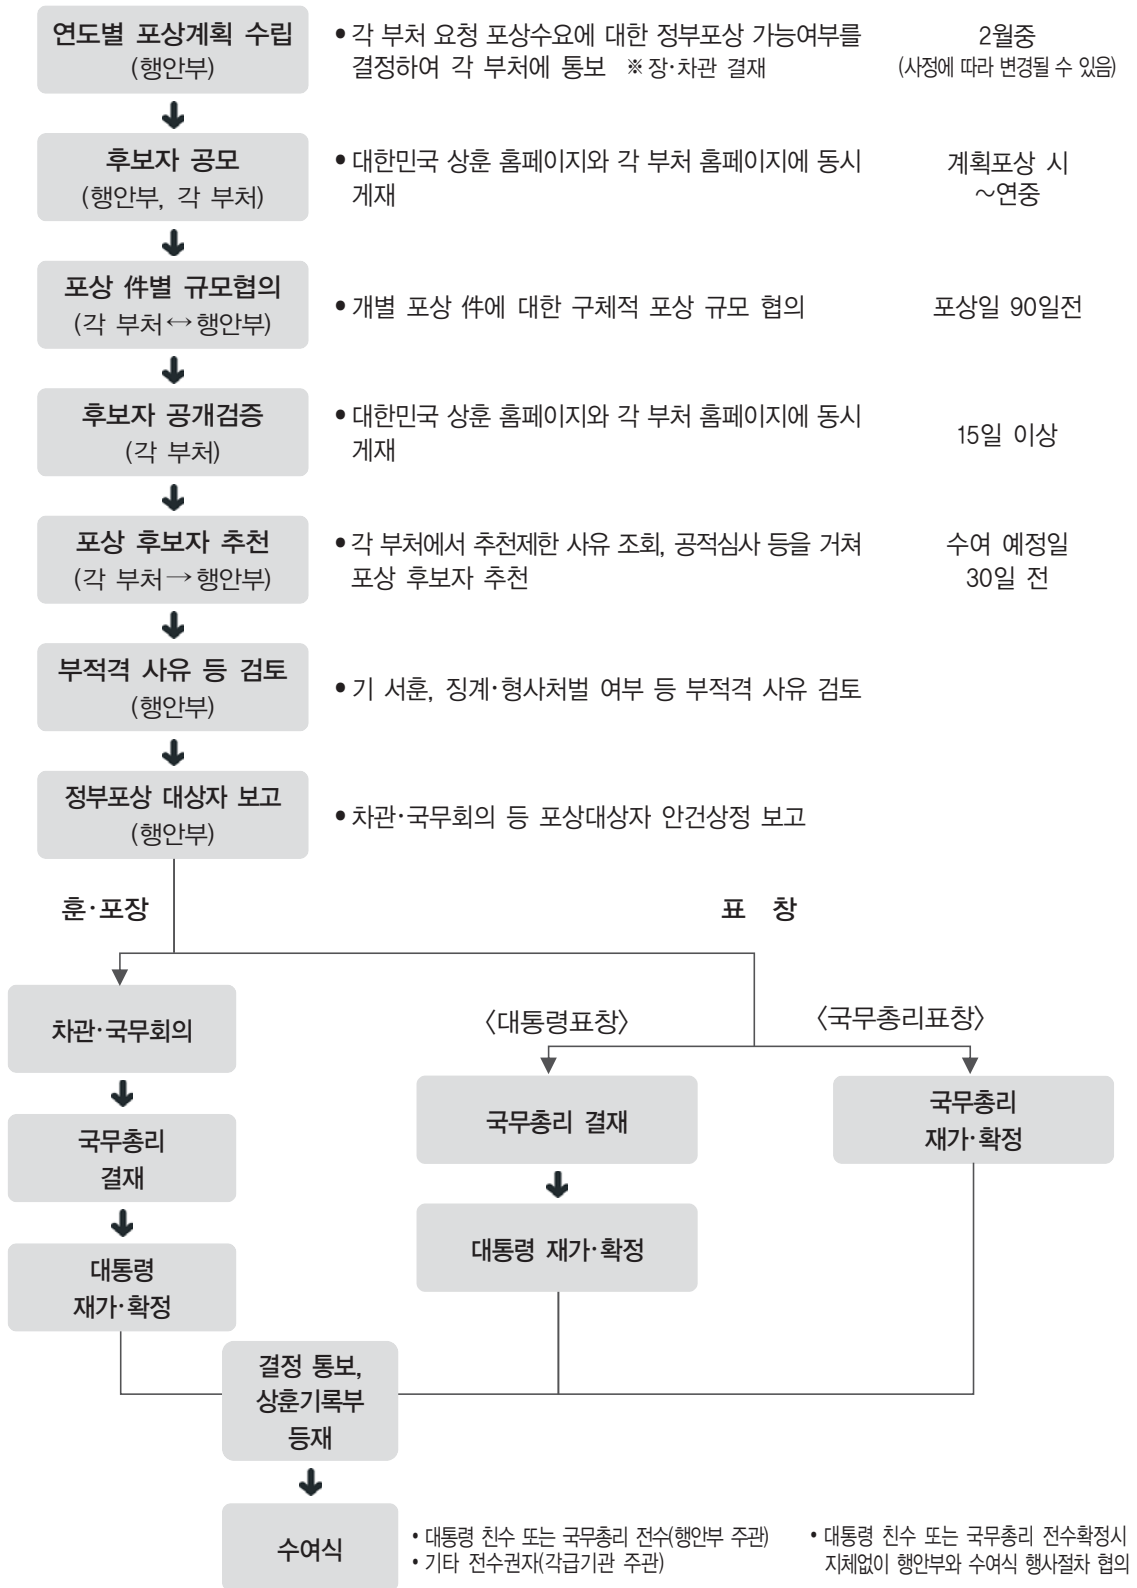 연도별 포상계획 수립
(행안부)
• 각 부처 요청 포상수요에 대한 정부포상 가능여부를
결정하여 각 부처에 통보 ※ 장·차관 결재
2월중
(사정에 따라 변경될 수 있음)
후보자 공모
(행안부, 각 부처)
• 대한민국 상훈 홈페이지와 각 부처 홈페이지에 동시
게재
계획포상 시
~연중
포상 件별 규모협의
(각 부처↔행안부)
• 개별 포상 件에 대한 구체적 포상 규모 협의
포상일 90일전
후보자 공개검증
(각 부처)
• 대한민국 상훈 홈페이지와 각 부처 홈페이지에 동시
게재
15일 이상
포상 후보자 추천
(각 부처→행안부)
• 각 부처에서 추천제한 사유 조회, 공적심사 등을 거쳐
포상 후보자 추천
수여 예정일
30일 전
부적격 사유 등 검토
(행안부)
• 기 서훈, 징계·형사처벌 여부 등 부적격 사유 검토
정부포상 대상자 보고
(행안부)
• 차관·국무회의 등 포상대상자 안건상정 보고
훈·포장
표 창
차관·국무회의
〈대통령표창〉
〈국무총리표창〉
국무총리 결재
국무총리
재가·확정
국무총리
결재
대통령 재가·확정
대통령
재가·확정
결정 통보,
상훈기록부
등재
수여식
• 대통령 친수 또는 국무총리 전수(행안부 주관)
• 기타 전수권자(각급기관 주관)
• 대통령 친수 또는 국무총리 전수확정시
지체없이 행안부와 수여식 행사절차 협의